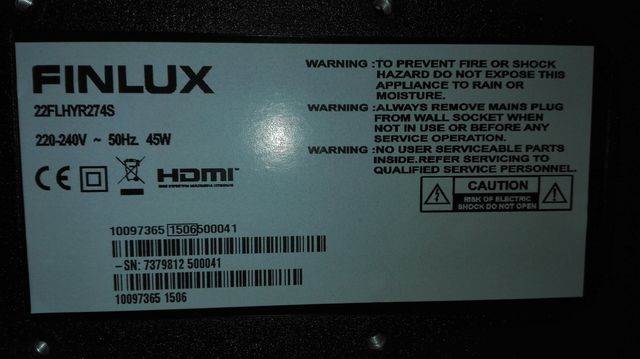 FINLUX
22FLHYR274S
220-240V ~ 50Hz. 45W
CE
HDMI
WARNING :TO PREVENT FIRE OR SHOCK
HAZARD DO NOT EXPOSE THIS
APPLIANCE TO RAIN OR
MOISTURE.
WARNING :ALWAYS REMOVE MAINS PLUG
FROM WALL SOCKET WHEN
NOT IN USE OR BEFORE ANY
SERVICE OPERATION.
WARNING :NO USER SERVICEABLE PARTS
INSIDE.REFER SERVICING TO
QUALIFIED SERVICE PERSONNEL.
CAUTION
RISK OF ELECTRIC
SHOCK DO NOT OPEN
10097365 1506500041
-SN: 7379812 500041
10097365 1506